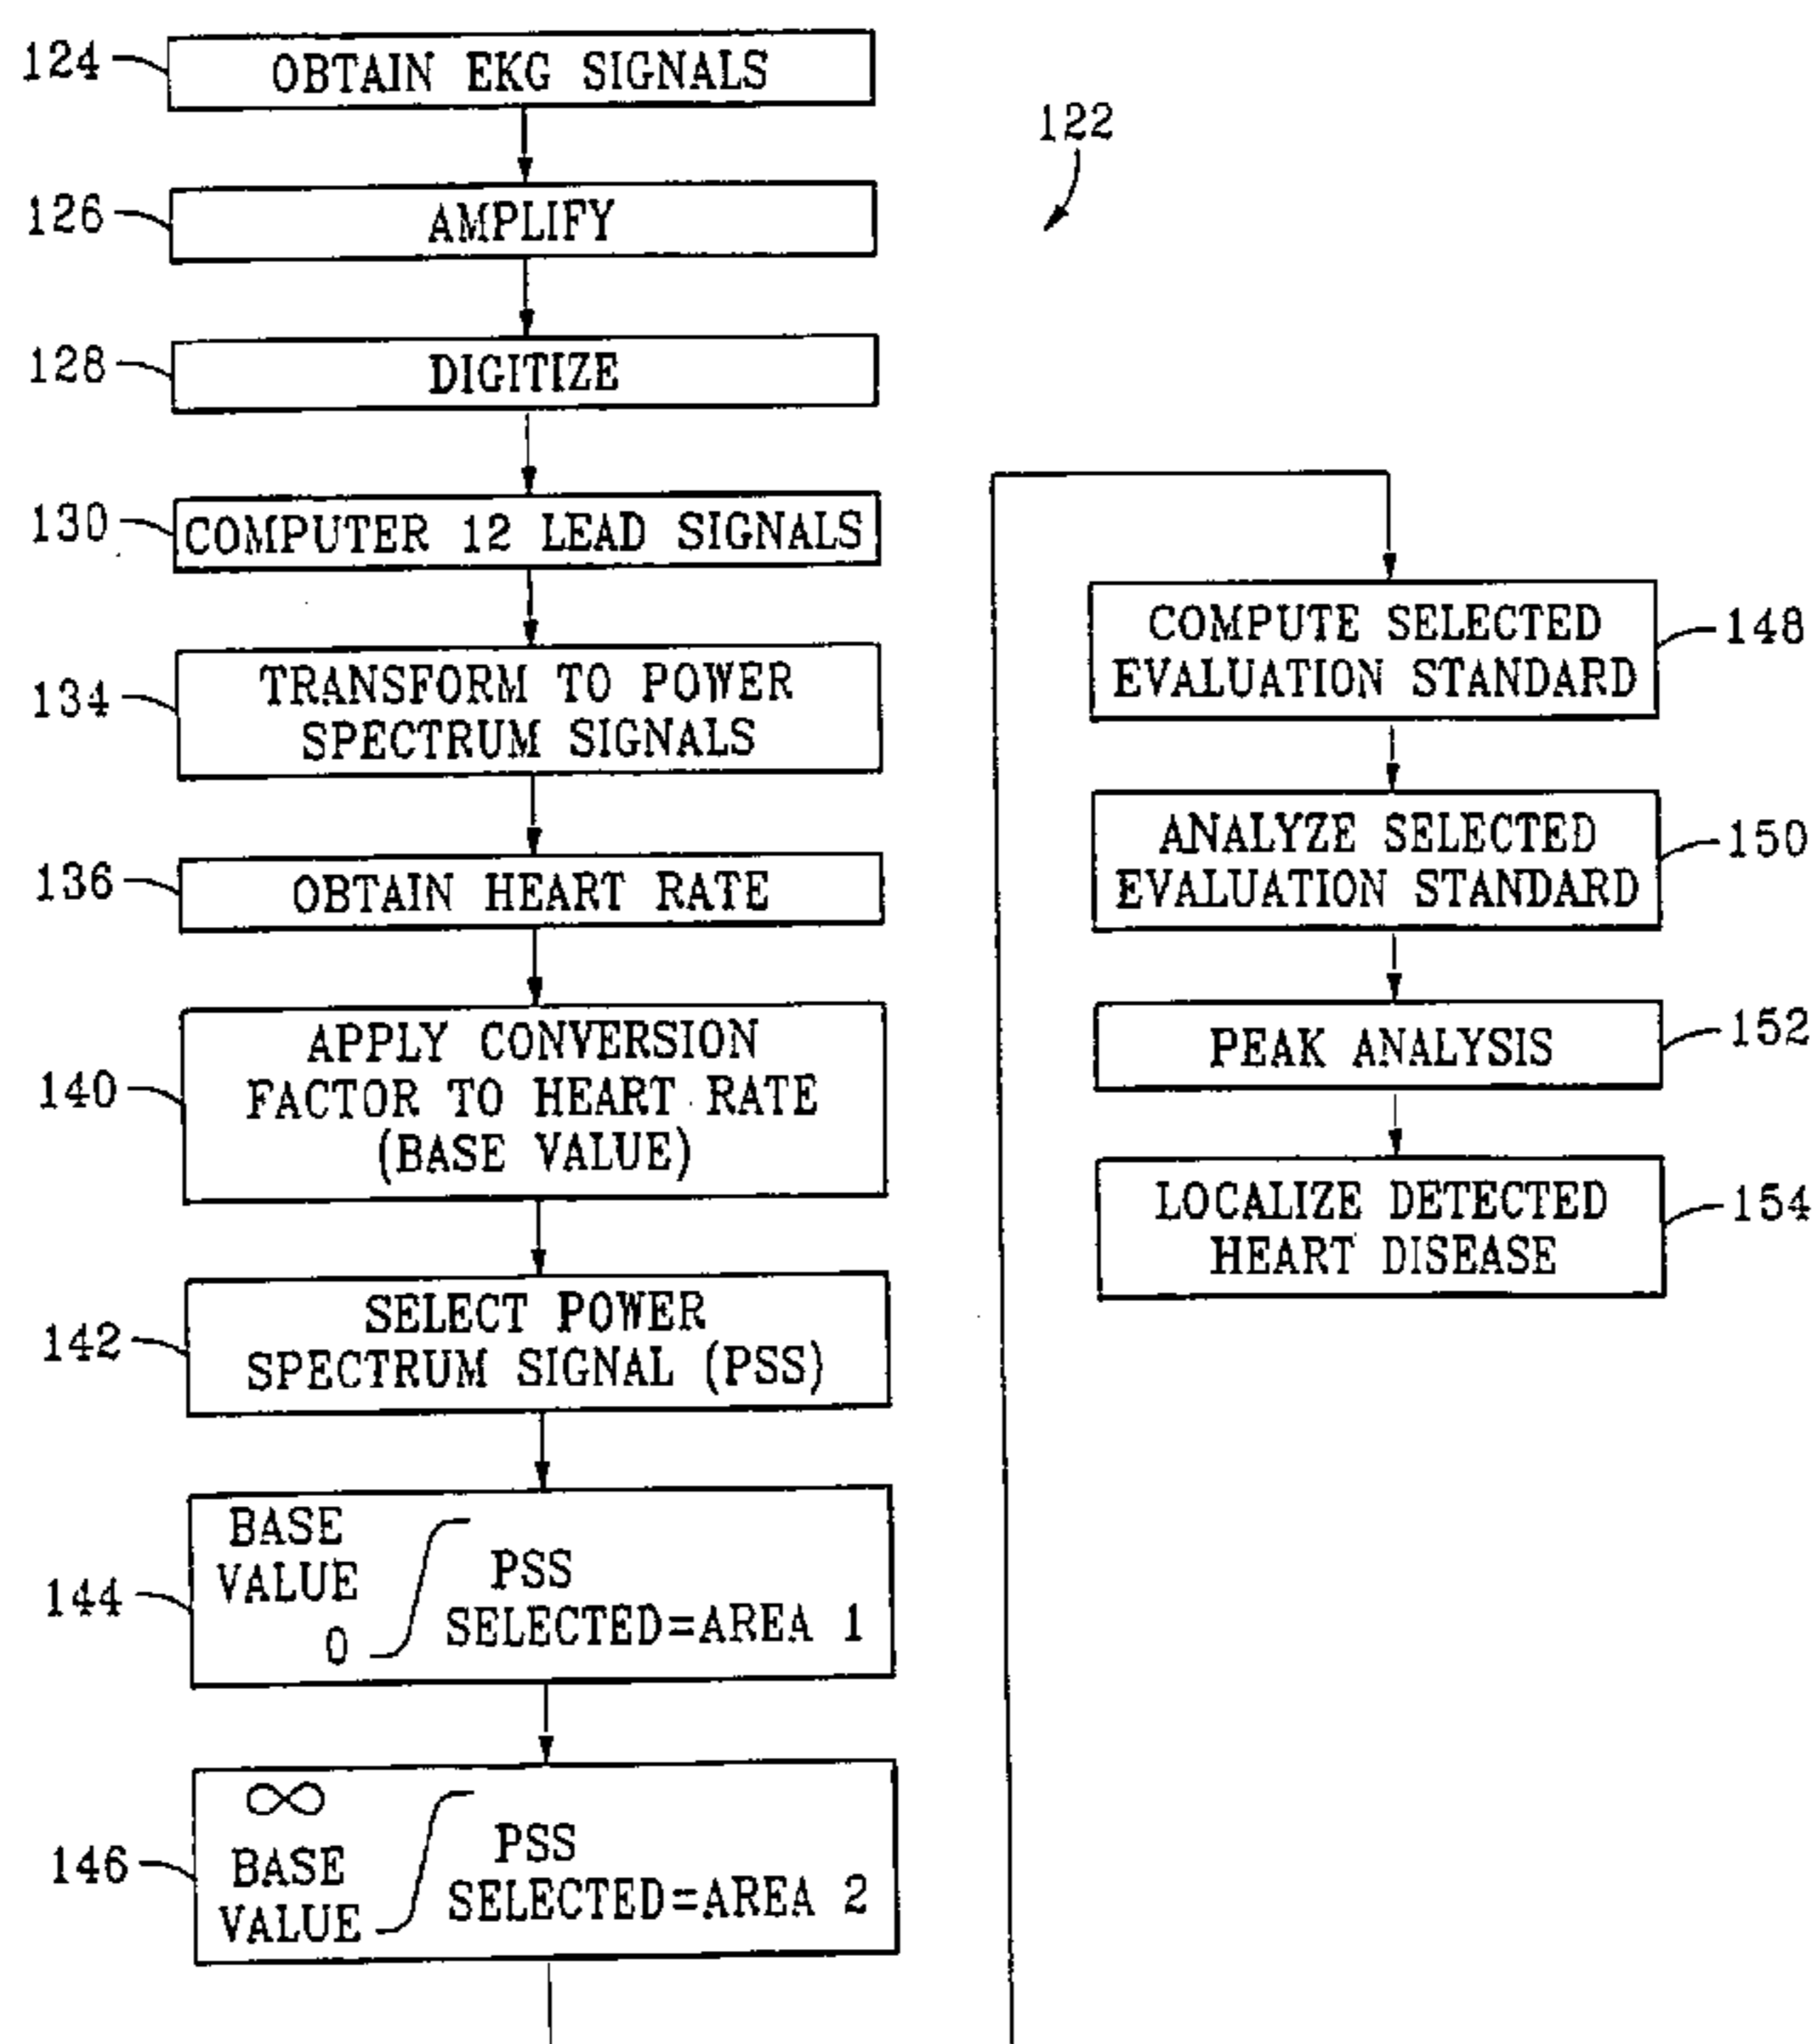 124
OBTAIN EKG SIGNALS
122
126
AMPLIFY
128
DIGITIZE
130
COMPUTER 12 LEAD SIGNALS
134
TRANSFORM TO POWER
SPECTRUM SIGNALS
136
OBTAIN HEART RATE
140
APPLY CONVERSION
FACTOR TO HEART RATE
(BASE VALUE)
142
SELECT POWER
SPECTRUM SIGNAL (PSS)
144
BASE
VALUE
0
PSS
SELECTED=AREA 1
146
∞
BASE
VALUE
PSS
SELECTED=AREA 2
COMPUTE SELECTED
EVALUATION STANDARD
148
ANALYZE SELECTED
EVALUATION STANDARD
150
PEAK ANALYSIS
152
LOCALIZE DETECTED
HEART DISEASE
154